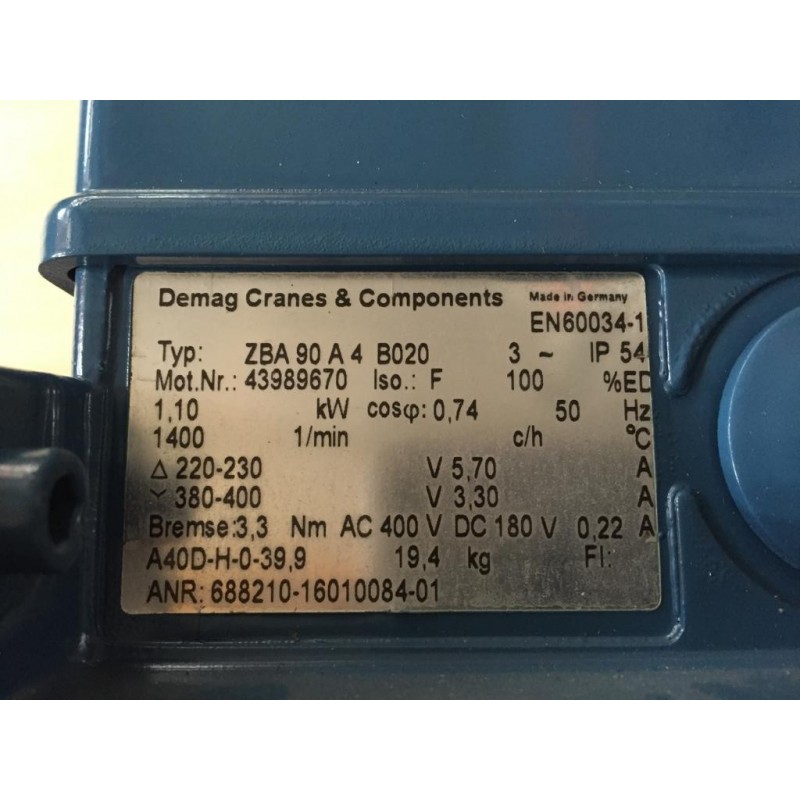 Demag Cranes & Components Made in Germany
EN60034-1
Typ: ZBA 90 A 4 B020 3 ~ IP 54
Mot.Nr.: 43989670 Iso.: F 100 %ED
1,10 kW cosφ: 0,74 50 Hz
1400 1/min c/h °C
Δ 220-230 V 5,70 A
Y 380-400 V 3,30 A
Bremse:3,3 Nm AC 400 V DC 180 V 0,22 A
A40D-H-0-39,9 19,4 kg FI:
ANR: 688210-16010084-01